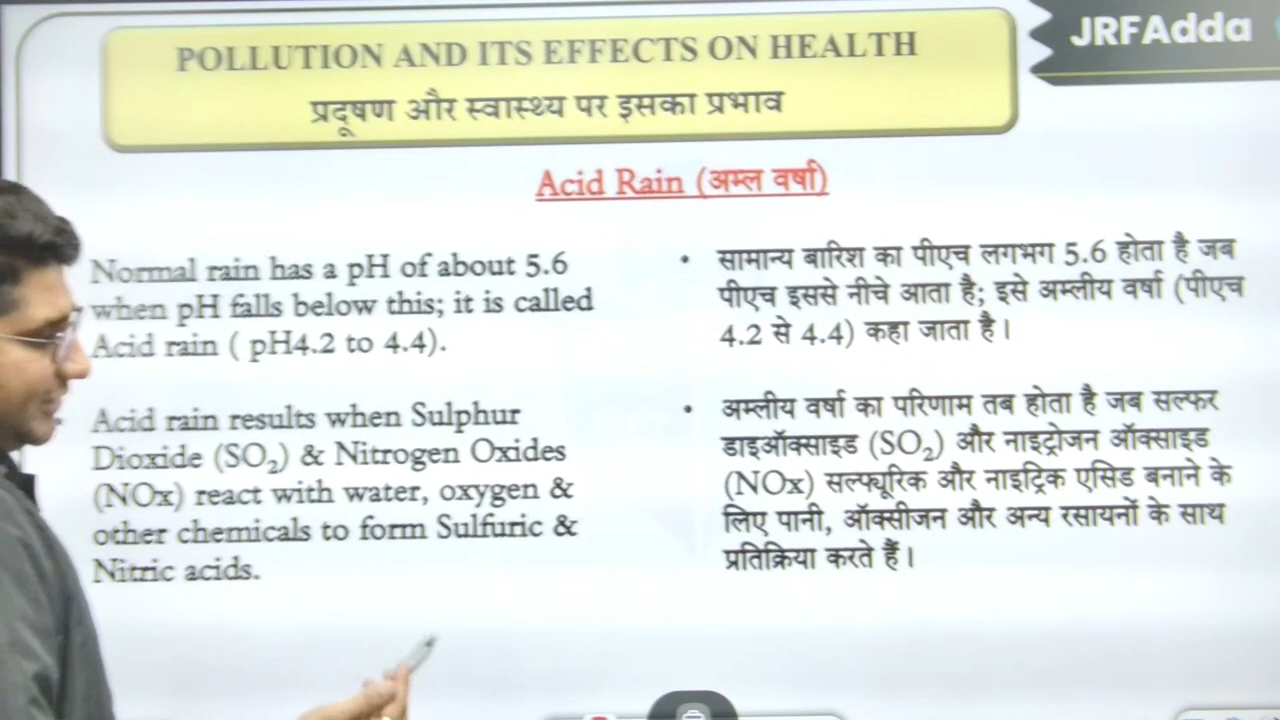 POLLUTION AND ITS EFFECTS ON HEALTH
प्रदूषण और स्वास्थ्य पर इसका प्रभाव
JRFAdda
Acid Rain (अम्ल वर्षा)
Normal rain has a pH of about 5.6
when pH falls below this; it is called
Acid rain ( pH4.2 to 4.4).
Acid rain results when Sulphur
Dioxide (SO₂) & Nitrogen Oxides
(NOx) react with water, oxygen &
other chemicals to form Sulfuric &
Nitric acids.
• सामान्य बारिश का पीएच लगभग 5.6 होता है जब
पीएच इससे नीचे आता है; इसे अम्लीय वर्षा (पीएच
4.2 से 4.4) कहा जाता है।
• अम्लीय वर्षा का परिणाम तब होता है जब सल्फर
डाइऑक्साइड (SO₂) और नाइट्रोजन ऑक्साइड
(NOx) सल्फ्यूरिक और नाइट्रिक एसिड बनाने के
लिए पानी, ऑक्सीजन और अन्य रसायनों के साथ
प्रतिक्रिया करते हैं।